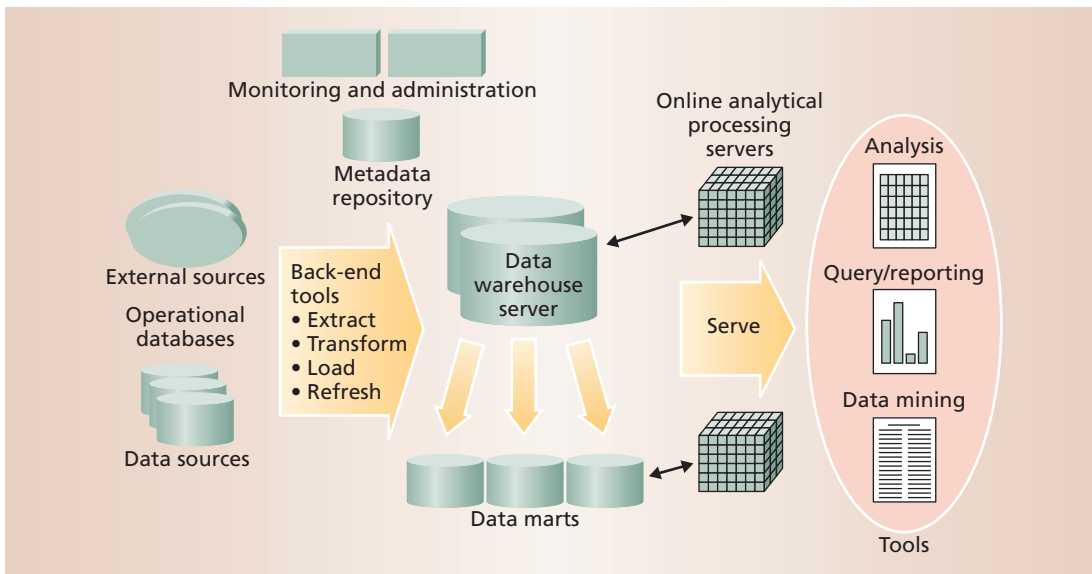 Monitoring and administration
Metadata
repository
External sources
Operational
databases
Data sources
Back-end
tools
• Extract
• Transform
• Load
• Refresh
Data
warehouse
server
Data marts
Online analytical
processing
servers
Serve
Analysis
Query/reporting
Data mining
Tools